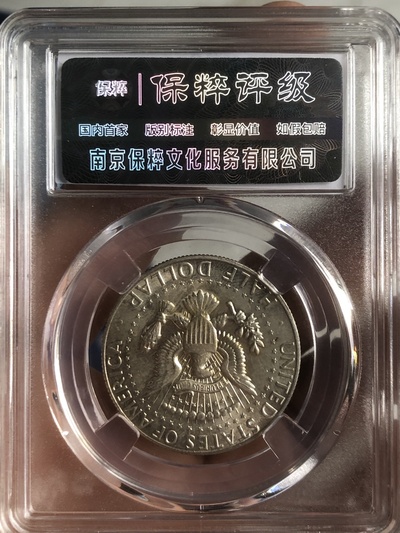 保粹 保粹评级
国内首家 版别标注 彰显价值 如假包赔
南京保粹文化服务有限公司
HALF DOLLAR
UNITED STATES OF AMERICA